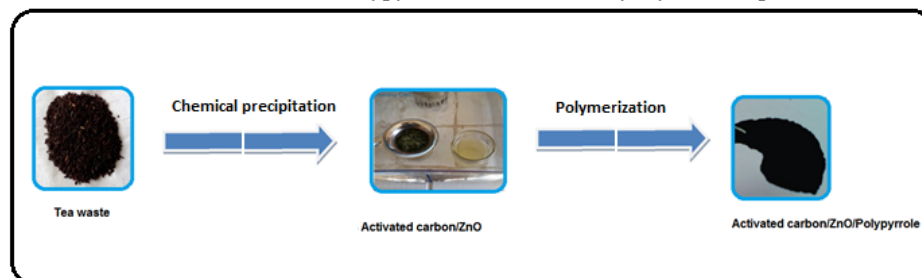 Chemical precipitation
Polymerization
Tea waste
Activated carbon/ZnO
Activated carbon/ZnO/Polypyrrole